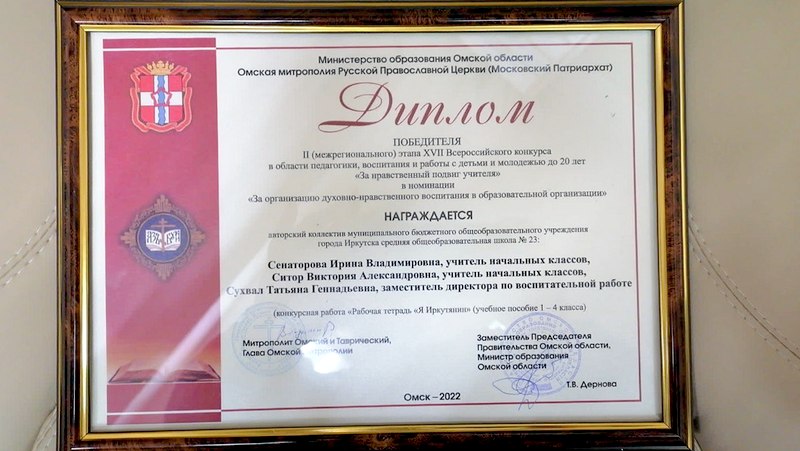 Министерство образования Омской области
Омская митрополия Русской Православной Церкви (Московский Патриархат)
Диплом
ПОБЕДИТЕЛЯ
II (межрегионального) этапа XVII Всероссийского конкурса
в области педагогики, воспитания и работы с детьми и молодежью до 20 лет
«За нравственный подвиг учителя»
в номинации
«За организацию духовно-нравственного воспитания в образовательной организации»
НАГРАЖДАЕТСЯ
авторский коллектив муниципального бюджетного общеобразовательного учреждения
города Иркутска средняя общеобразовательная школа № 23:
Сенаторова Ирина Владимировна, учитель начальных классов,
Ситор Виктория Александровна, учитель начальных классов,
Сухвал Татьяна Геннадьевна, заместитель директора по воспитательной работе
(конкурсная работа «Рабочая тетрадь «Я Иркутянин» (учебное пособие 1 – 4 класса)
Митрополит Омский и Таврический,
Глава Омской митрополии
Заместитель Председателя
Правительства Омской области,
Министр образования
Омской области
Т.В. Дернова
Омск – 2022